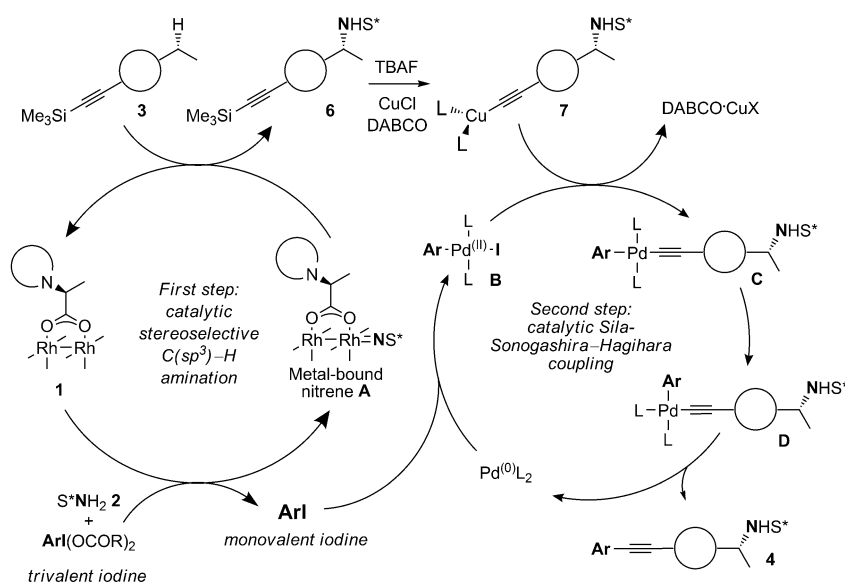 H
NHS*
Me3Si
3
Me3Si
6
TBAF
CuCl
DABCO
NHS*
L
Cu
L
7
DABCO·CuX
N
O O
Rh Rh
1
First step:
catalytic
stereoselective
C(sp3)–H
amination
N
O O
Rh Rh=NS*
Metal-bound
nitrene A
L
Ar-Pd(II)-I
L
B
Second step:
catalytic Sila-
Sonogashira–Hagihara
coupling
L
Ar-Pd
L
NHS*
C
Ar
L-Pd
L
NHS*
D
Pd(0)L2
S*NH2 2
+
ArI(OCOR)2
trivalent iodine
ArI
monovalent iodine
Ar
NHS*
4